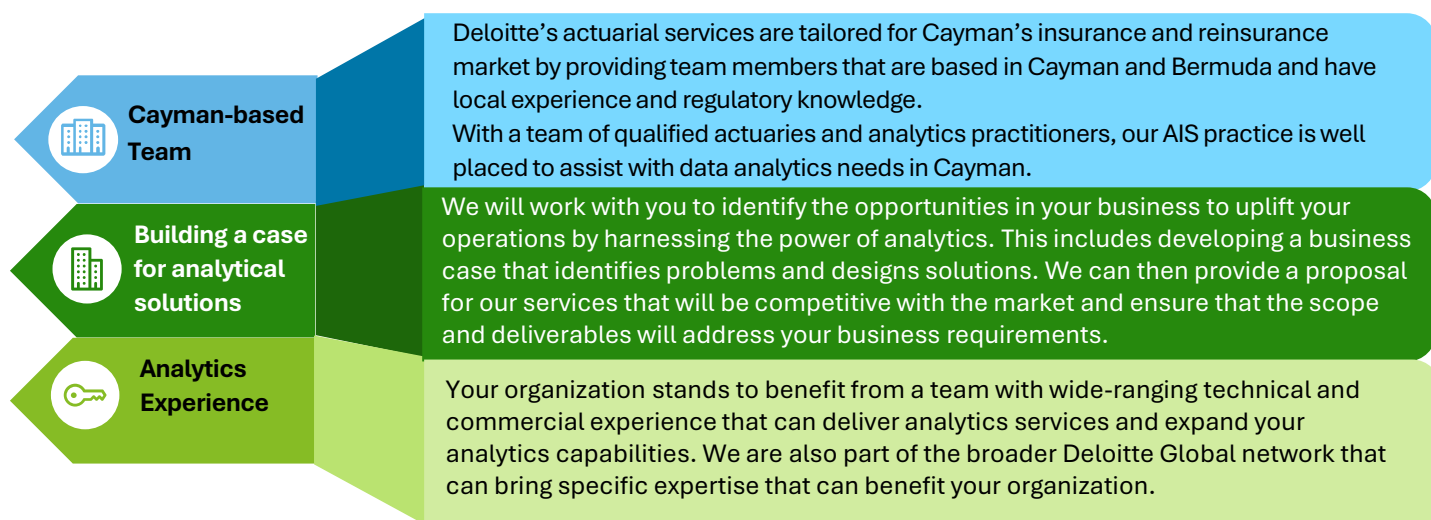 Cayman-based
Team
Deloitte’s actuarial services are tailored for Cayman’s insurance and reinsurance
market by providing team members that are based in Cayman and Bermuda and have
local experience and regulatory knowledge.
With a team of qualified actuaries and analytics practitioners, our AIS practice is well
placed to assist with data analytics needs in Cayman.
Building a case
for analytical
solutions
We will work with you to identify the opportunities in your business to uplift your
operations by harnessing the power of analytics. This includes developing a business
case that identifies problems and designs solutions. We can then provide a proposal
for our services that will be competitive with the market and ensure that the scope
and deliverables will address your business requirements.
Analytics
Experience
Your organization stands to benefit from a team with wide-ranging technical and
commercial experience that can deliver analytics services and expand your
analytics capabilities. We are also part of the broader Deloitte Global network that
can bring specific expertise that can benefit your organization.